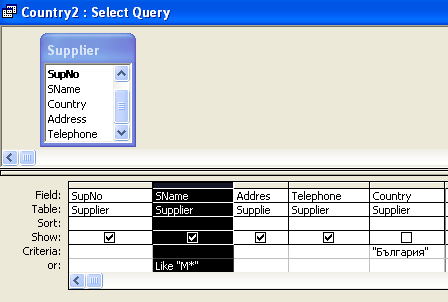 Country2 : Select Query
Supplier
SupNo
SName
Country
Address
Telephone
Field: SupNo SName Addres Telephone Country
Table: Supplier Supplier Supplie Supplier Supplier
Sort:
Show:
Criteria: "България"
or: Like "M*"